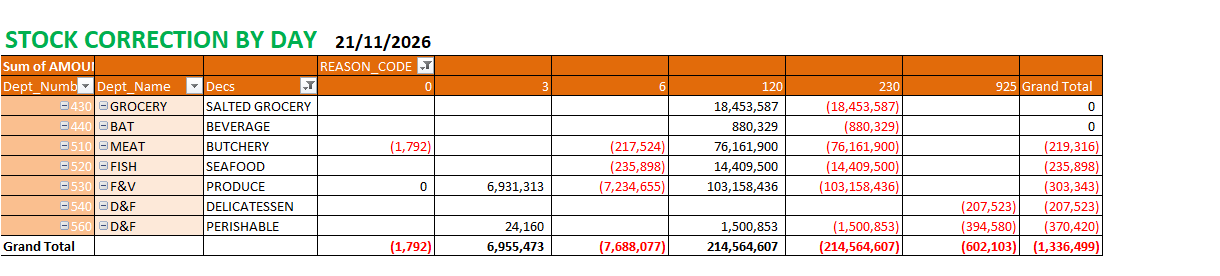 STOCK CORRECTION BY DAY 21/11/2026
Sum of AMOU REASON_CODE
Dept_Numb Dept_Name Decs 0 3 6 120 230 925 Grand Total
430 GROCERY SALTED GROCERY 18,453,587 (18,453,587) 0
440 BAT BEVERAGE 880,329 (880,329) 0
510 MEAT BUTCHERY (1,792) (217,524) 76,161,900 (76,161,900) (219,316)
520 FISH SEAFOOD (235,898) 14,409,500 (14,409,500) (235,898)
530 F&V PRODUCE 0 6,931,313 (7,234,655) 103,158,436 (103,158,436) (303,343)
540 D&F DELICATESSEN (207,523) (207,523)
560 D&F PERISHABLE 24,160 1,500,853 (1,500,853) (394,580) (370,420)
Grand Total (1,792) 6,955,473 (7,688,077) 214,564,607 (214,564,607) (602,103) (1,336,499)